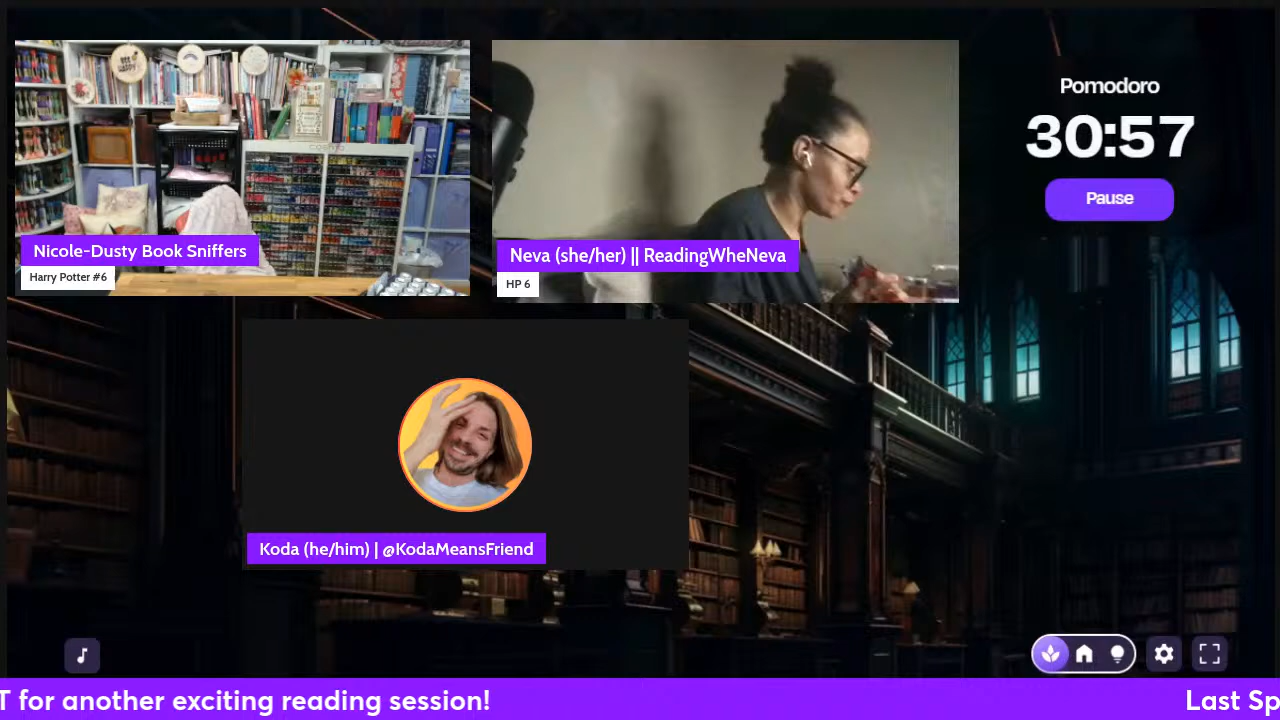 Nicole-Dusty Book Sniffers
Harry Potter #6
Neva (she/her) || ReadingWheNeva
HP 6
Pomodoro
30:57
Pause
Koda (he/him) | @KodaMeansFriend
T for another exciting reading session!
Last Sp